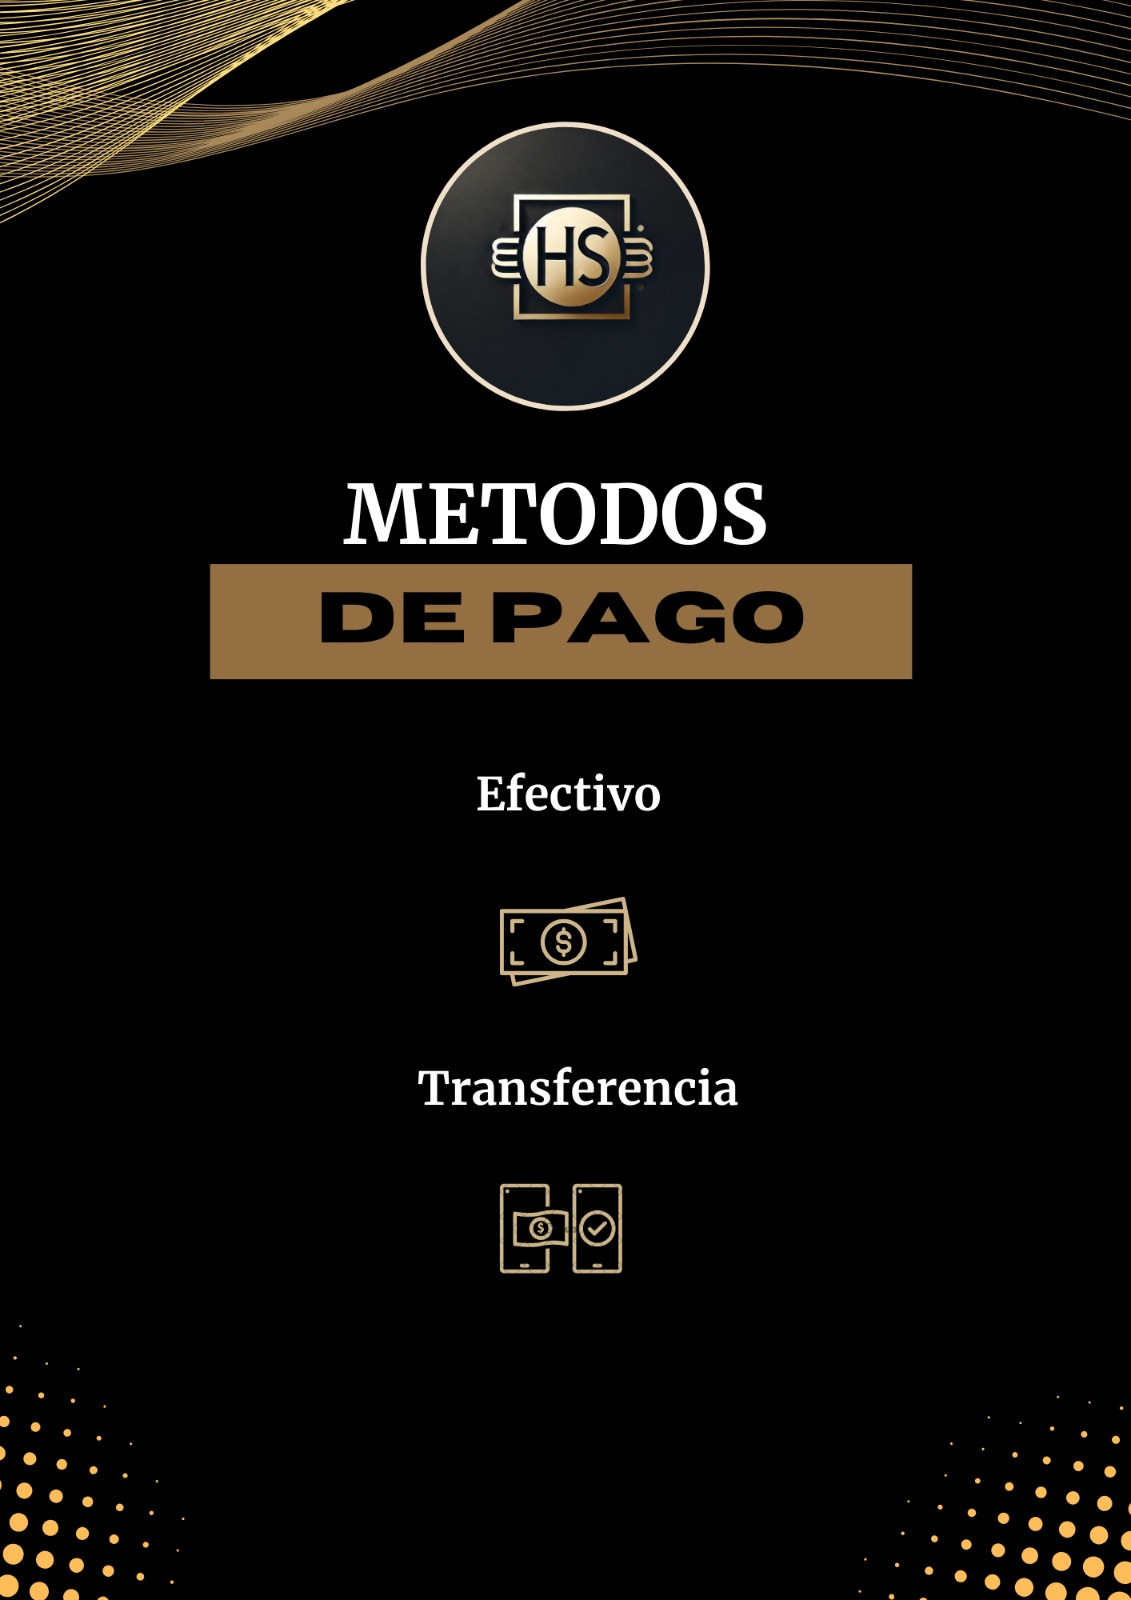 HS
METODOS
DE PAGO
Efectivo
$
Transferencia
$